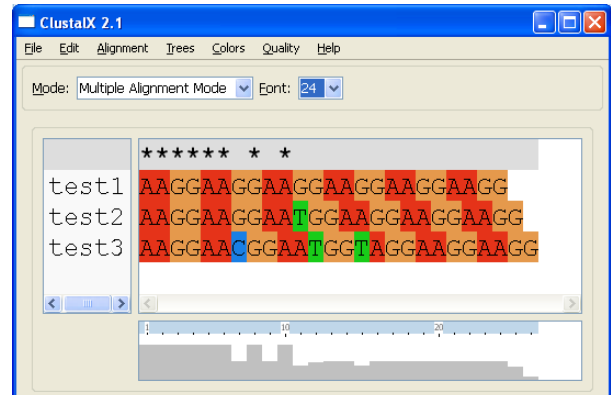 ClustalX 2.1
File Edit Alignment Trees Colors Quality Help
Mode: Multiple Alignment Mode Font: 24
****** * *
test1 AAGGAAGGAAGGAAGGAAGGAAGG
test2 AAGGAAGGAATGGAAGGAAGGAAGG
test3 AAGGAACGGAATGGTAGGAAGGAAGG
1 10 20